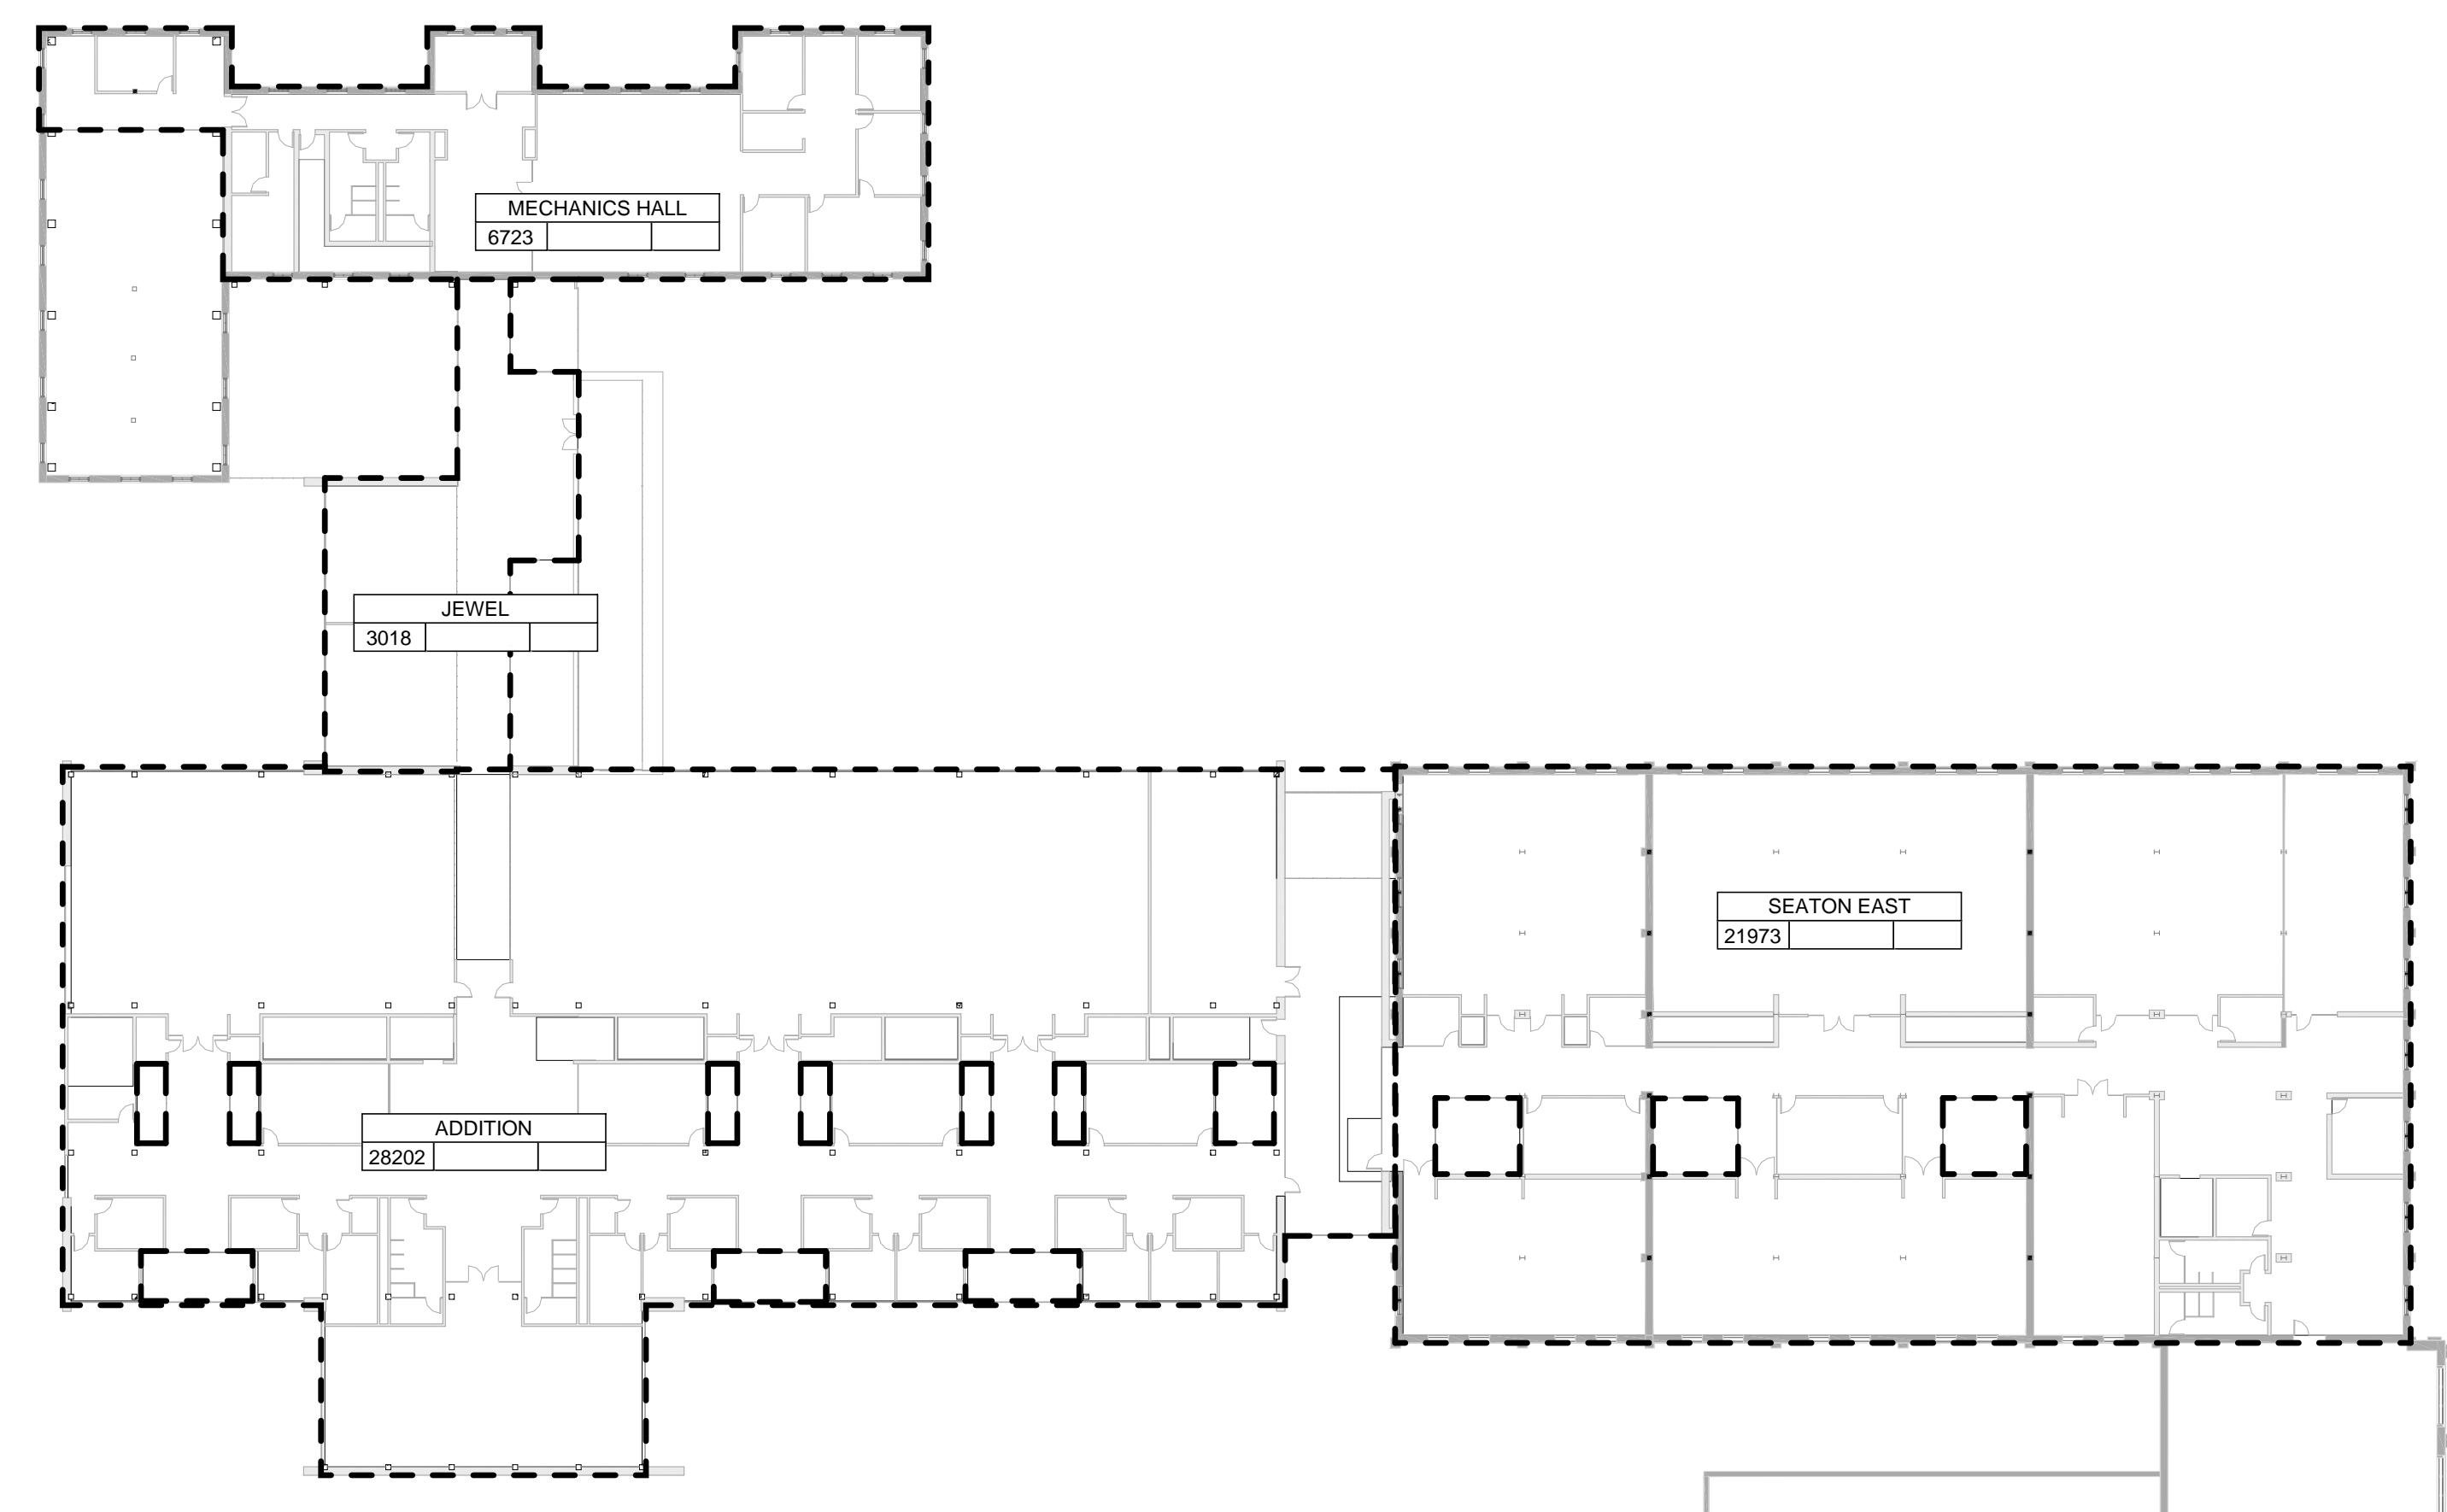 MECHANICS HALL
6723
JEWEL
3018
SEATON EAST
21973
ADDITION
28202